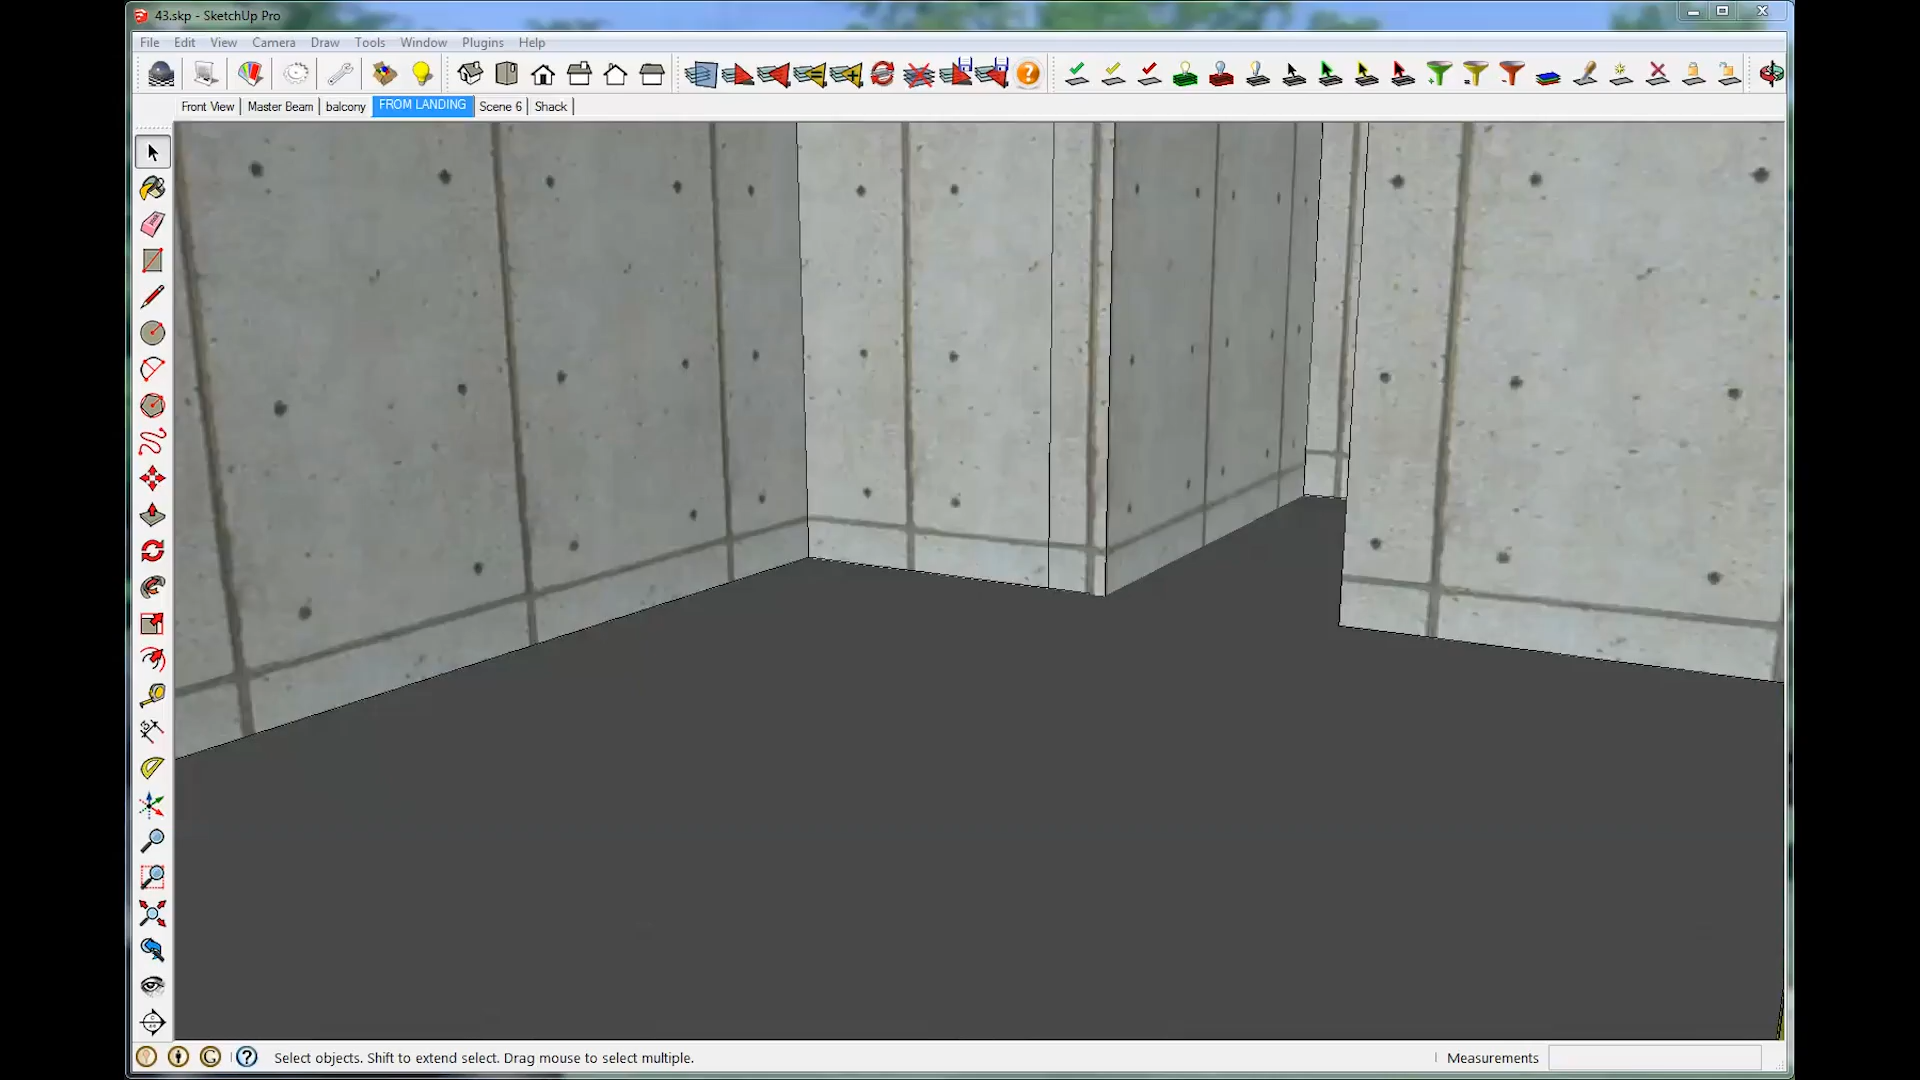 43.skp - SketchUp Pro
File Edit View Camera Draw Tools Window Plugins Help
Front View Master Beam balcony FROM LANDING Scene 6 Shack
Select objects. Shift to extend select. Drag mouse to select multiple.
Measurements